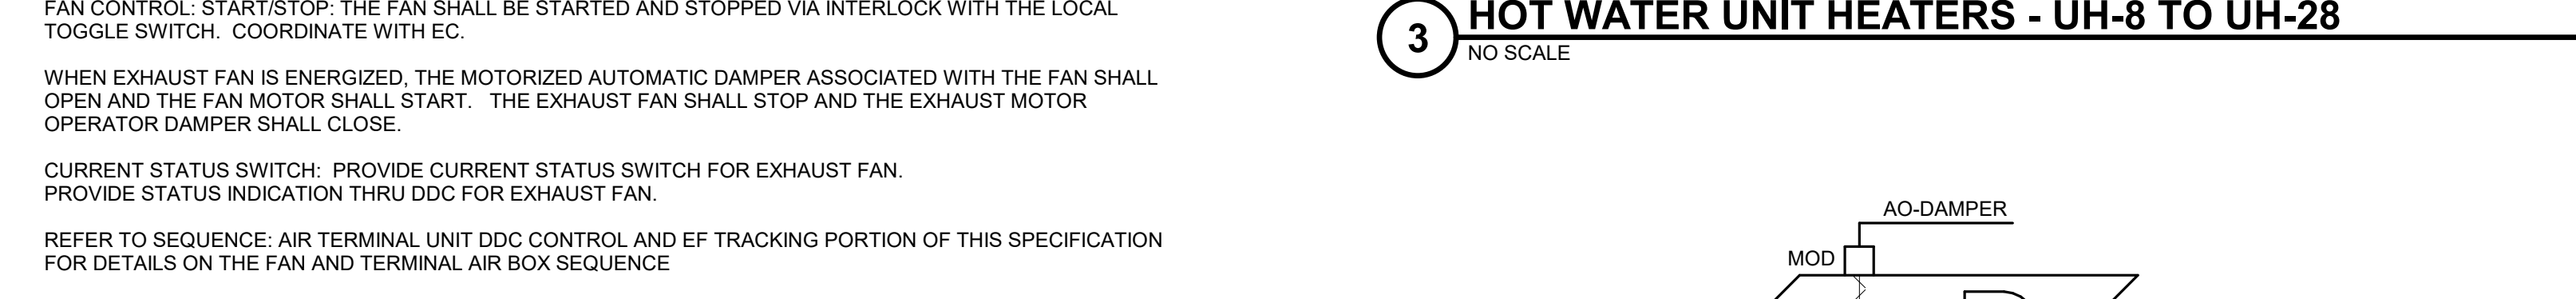 FAN CONTROL: START/STOP: THE FAN SHALL BE STARTED AND STOPPED VIA INTERLOCK WITH THE LOCAL
TOGGLE SWITCH.  COORDINATE WITH EC.
WHEN EXHAUST FAN IS ENERGIZED, THE MOTORIZED AUTOMATIC DAMPER ASSOCIATED WITH THE FAN SHALL
OPEN AND THE FAN MOTOR SHALL START.   THE EXHAUST FAN SHALL STOP AND THE EXHAUST MOTOR
OPERATOR DAMPER SHALL CLOSE.
CURRENT STATUS SWITCH:  PROVIDE CURRENT STATUS SWITCH FOR EXHAUST FAN.
PROVIDE STATUS INDICATION THRU DDC FOR EXHAUST FAN.
REFER TO SEQUENCE: AIR TERMINAL UNIT DDC CONTROL AND EF TRACKING PORTION OF THIS SPECIFICATION
FOR DETAILS ON THE FAN AND TERMINAL AIR BOX SEQUENCE
3
HOT WATER UNIT HEATERS - UH-8 TO UH-28
NO SCALE
AO-DAMPER
MOD